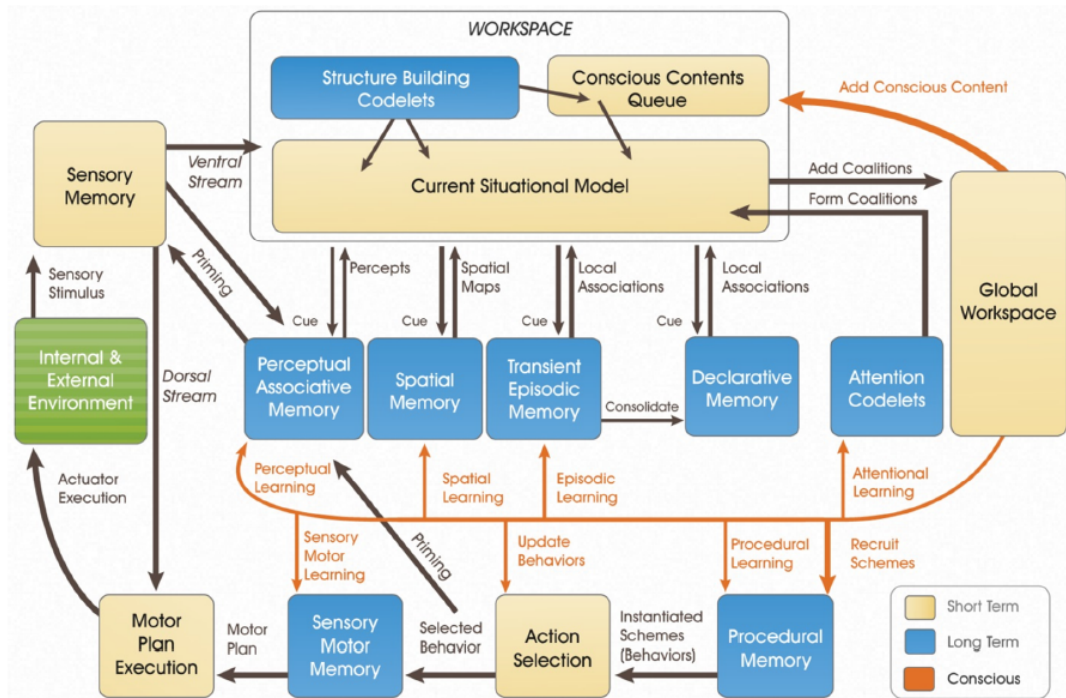 WORKSPACE
Structure Building
Codelets
Conscious Contents
Queue
Add Conscious Content
Sensory
Memory
Ventral
Stream
Current Situational Model
Add Coalitions
Form Coalitions
Global
Workspace
Priming
Sensory
Stimulus
Percepts
Spatial
Maps
Local
Associations
Local
Associations
Cue
Cue
Cue
Cue
Internal &
External
Environment
Dorsal
Stream
Perceptual
Associative
Memory
Spatial
Memory
Transient
Episodic
Memory
Consolidate
Declarative
Memory
Attention
Codelets
Actuator
Execution
Perceptual
Learning
Spatial
Learning
Episodic
Learning
Attentional
Learning
Sensory
Motor
Learning
Priming
Update
Behaviors
Procedural
Learning
Recruit
Schemes
Motor
Plan
Execution
Motor
Plan
Sensory
Motor
Memory
Selected
Behavior
Action
Selection
Instantiated
Schemes
(Behaviors)
Procedural
Memory
Short Term
Long Term
Conscious